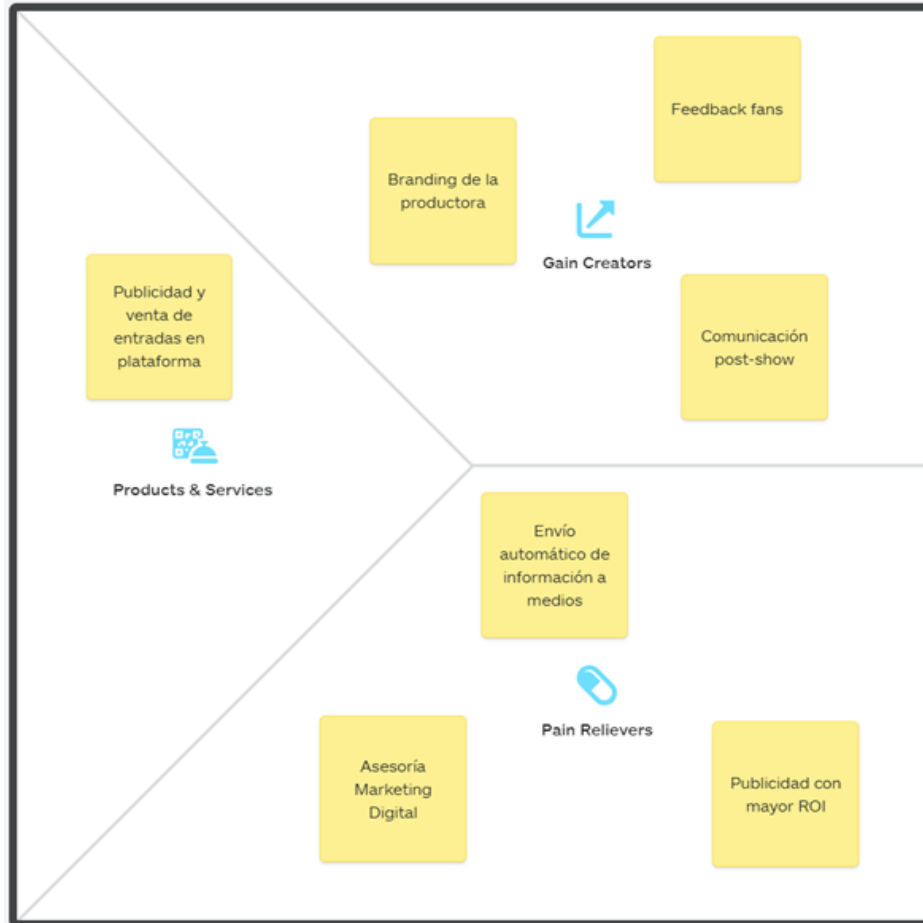 Feedback fans
Branding de la
productora
Gain Creators
Comunicación
post-show
Publicidad y
venta de
entradas en
plataforma
Products & Services
Envío
automático de
información a
medios
Pain Relievers
Asesoría
Marketing
Digital
Publicidad con
mayor ROI